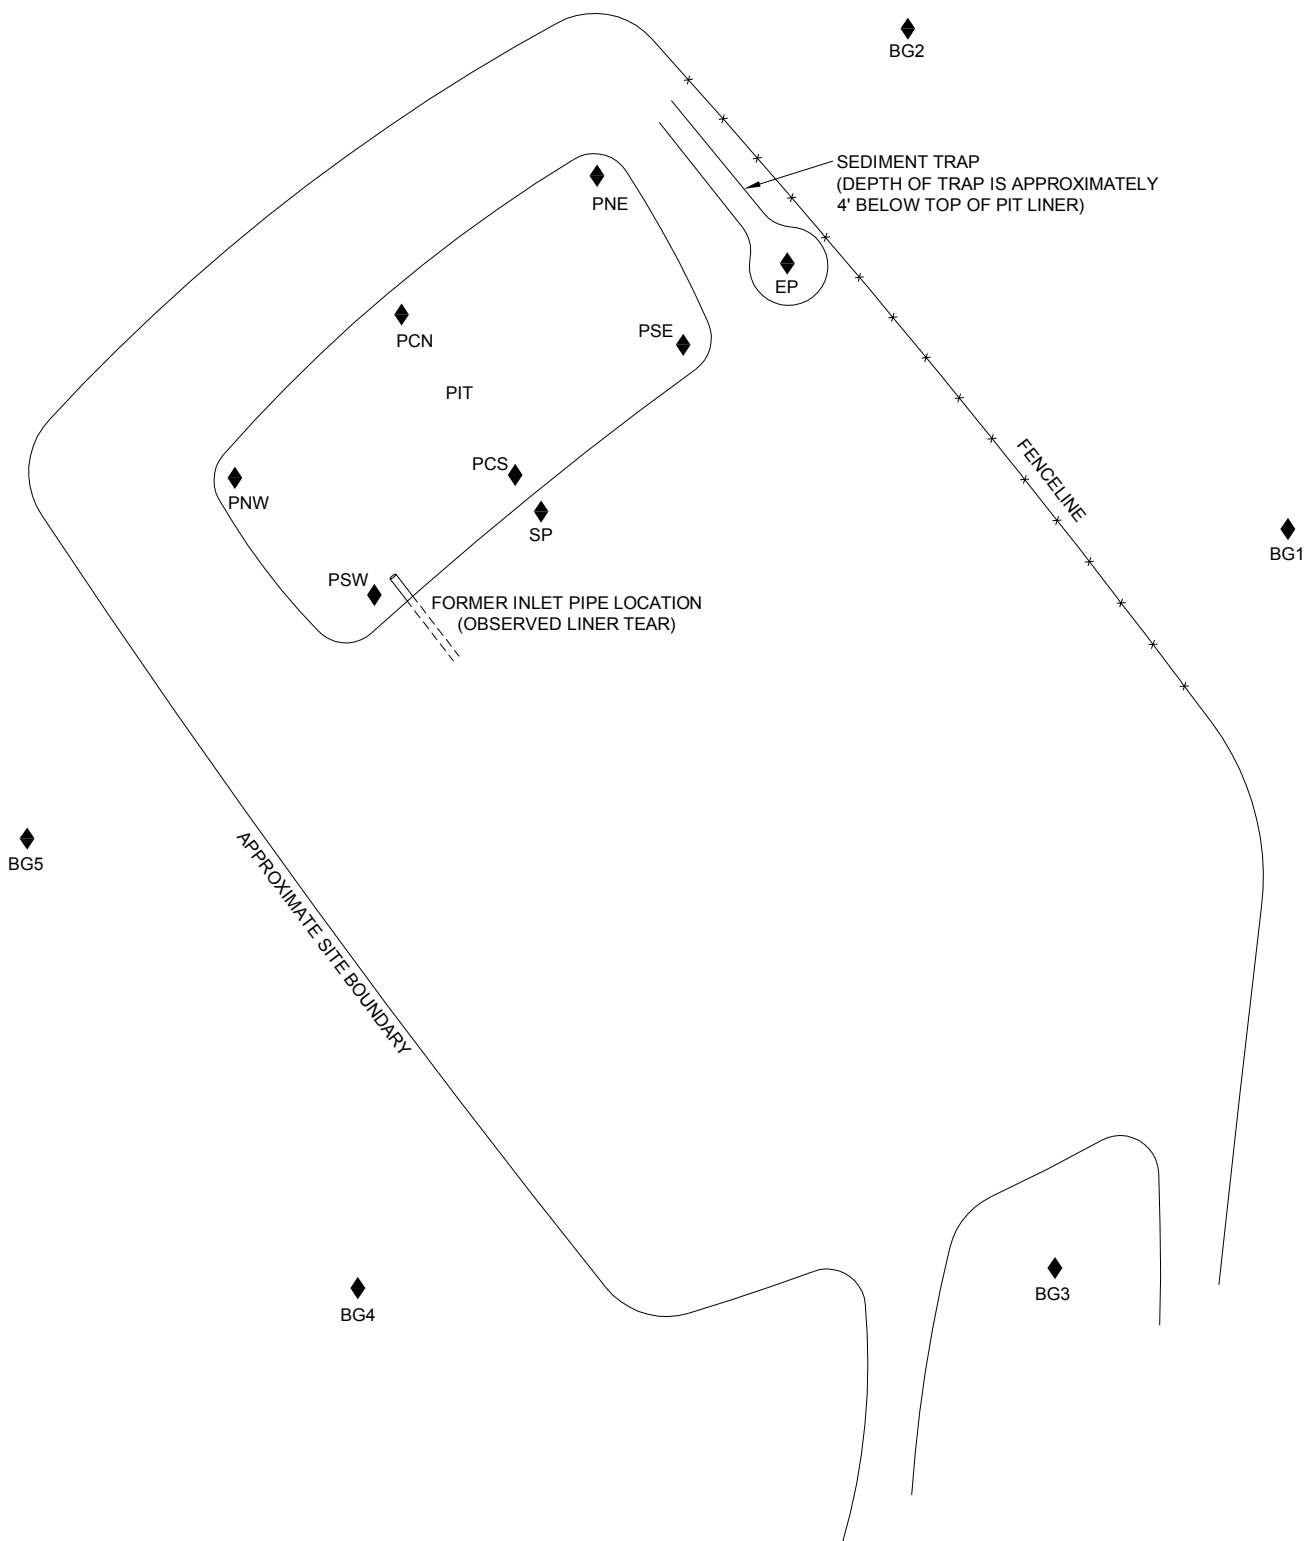 BG2
SEDIMENT TRAP
(DEPTH OF TRAP IS APPROXIMATELY
4' BELOW TOP OF PIT LINER)
PNE
EP
PCN
PSE
PIT
FENCELINE
PCS
PNW
SP
BG1
PSW
FORMER INLET PIPE LOCATION
(OBSERVED LINER TEAR)
BG5
APPROXIMATE SITE BOUNDARY
BG3
BG4